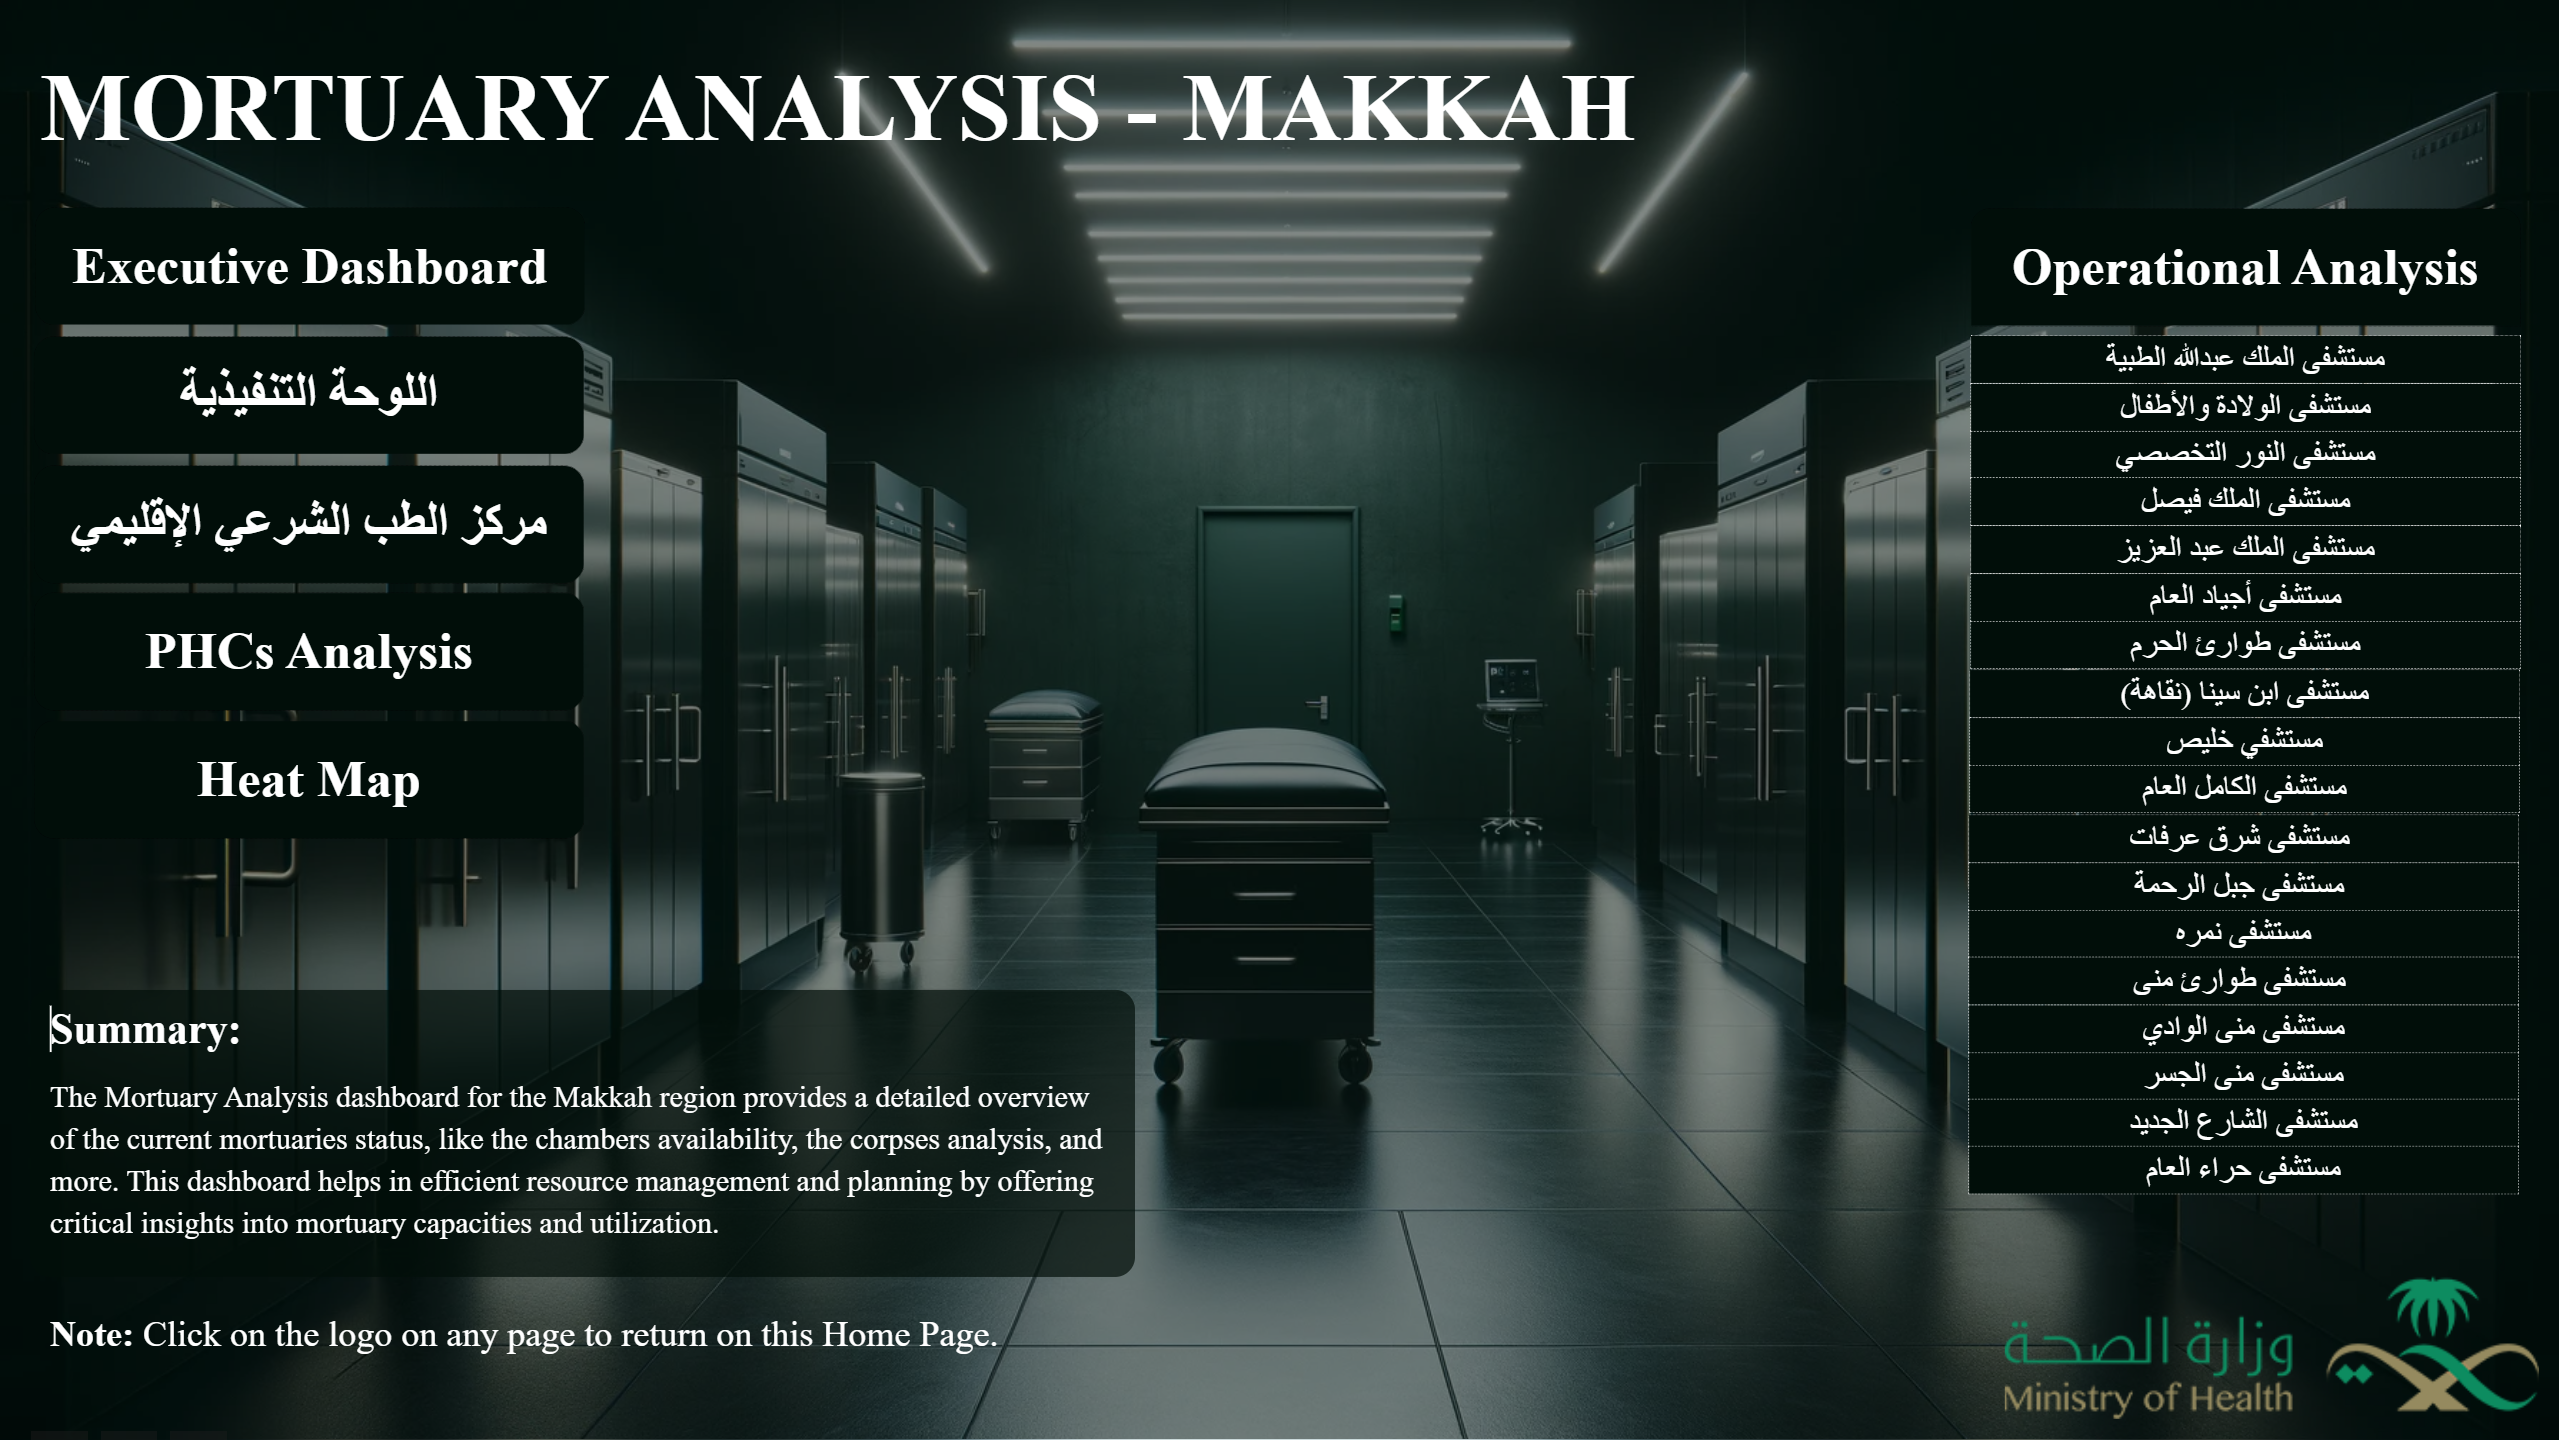 MORTUARY ANALYSIS - MAKKAH
Executive Dashboard
اللوحة التنفيذية
مركز الطب الشرعي الإقليمي
PHCs Analysis
Heat Map
Summary:
The Mortuary Analysis dashboard for the Makkah region provides a detailed overview
of the current mortuaries status, like the chambers availability, the corpses analysis, and
more. This dashboard helps in efficient resource management and planning by offering
critical insights into mortuary capacities and utilization.
Note: Click on the logo on any page to return on this Home Page.
Operational Analysis
مستشفى الملك عبدالله الطبية
مستشفى الولادة والأطفال
مستشفى النور التخصصي
مستشفى الملك فيصل
مستشفى الملك عبد العزيز
مستشفى أجياد العام
مستشفى طوارئ الحرم
مستشفى ابن سينا (نقاهة)
مستشفي خليص
مستشفى الكامل العام
مستشفى شرق عرفات
مستشفى جبل الرحمة
مستشفى نمره
مستشفى طوارئ منى
مستشفى منى الوادي
مستشفى منى الجسر
مستشفى الشارع الجديد
مستشفى حراء العام
وزارة الصحة
Ministry of Health